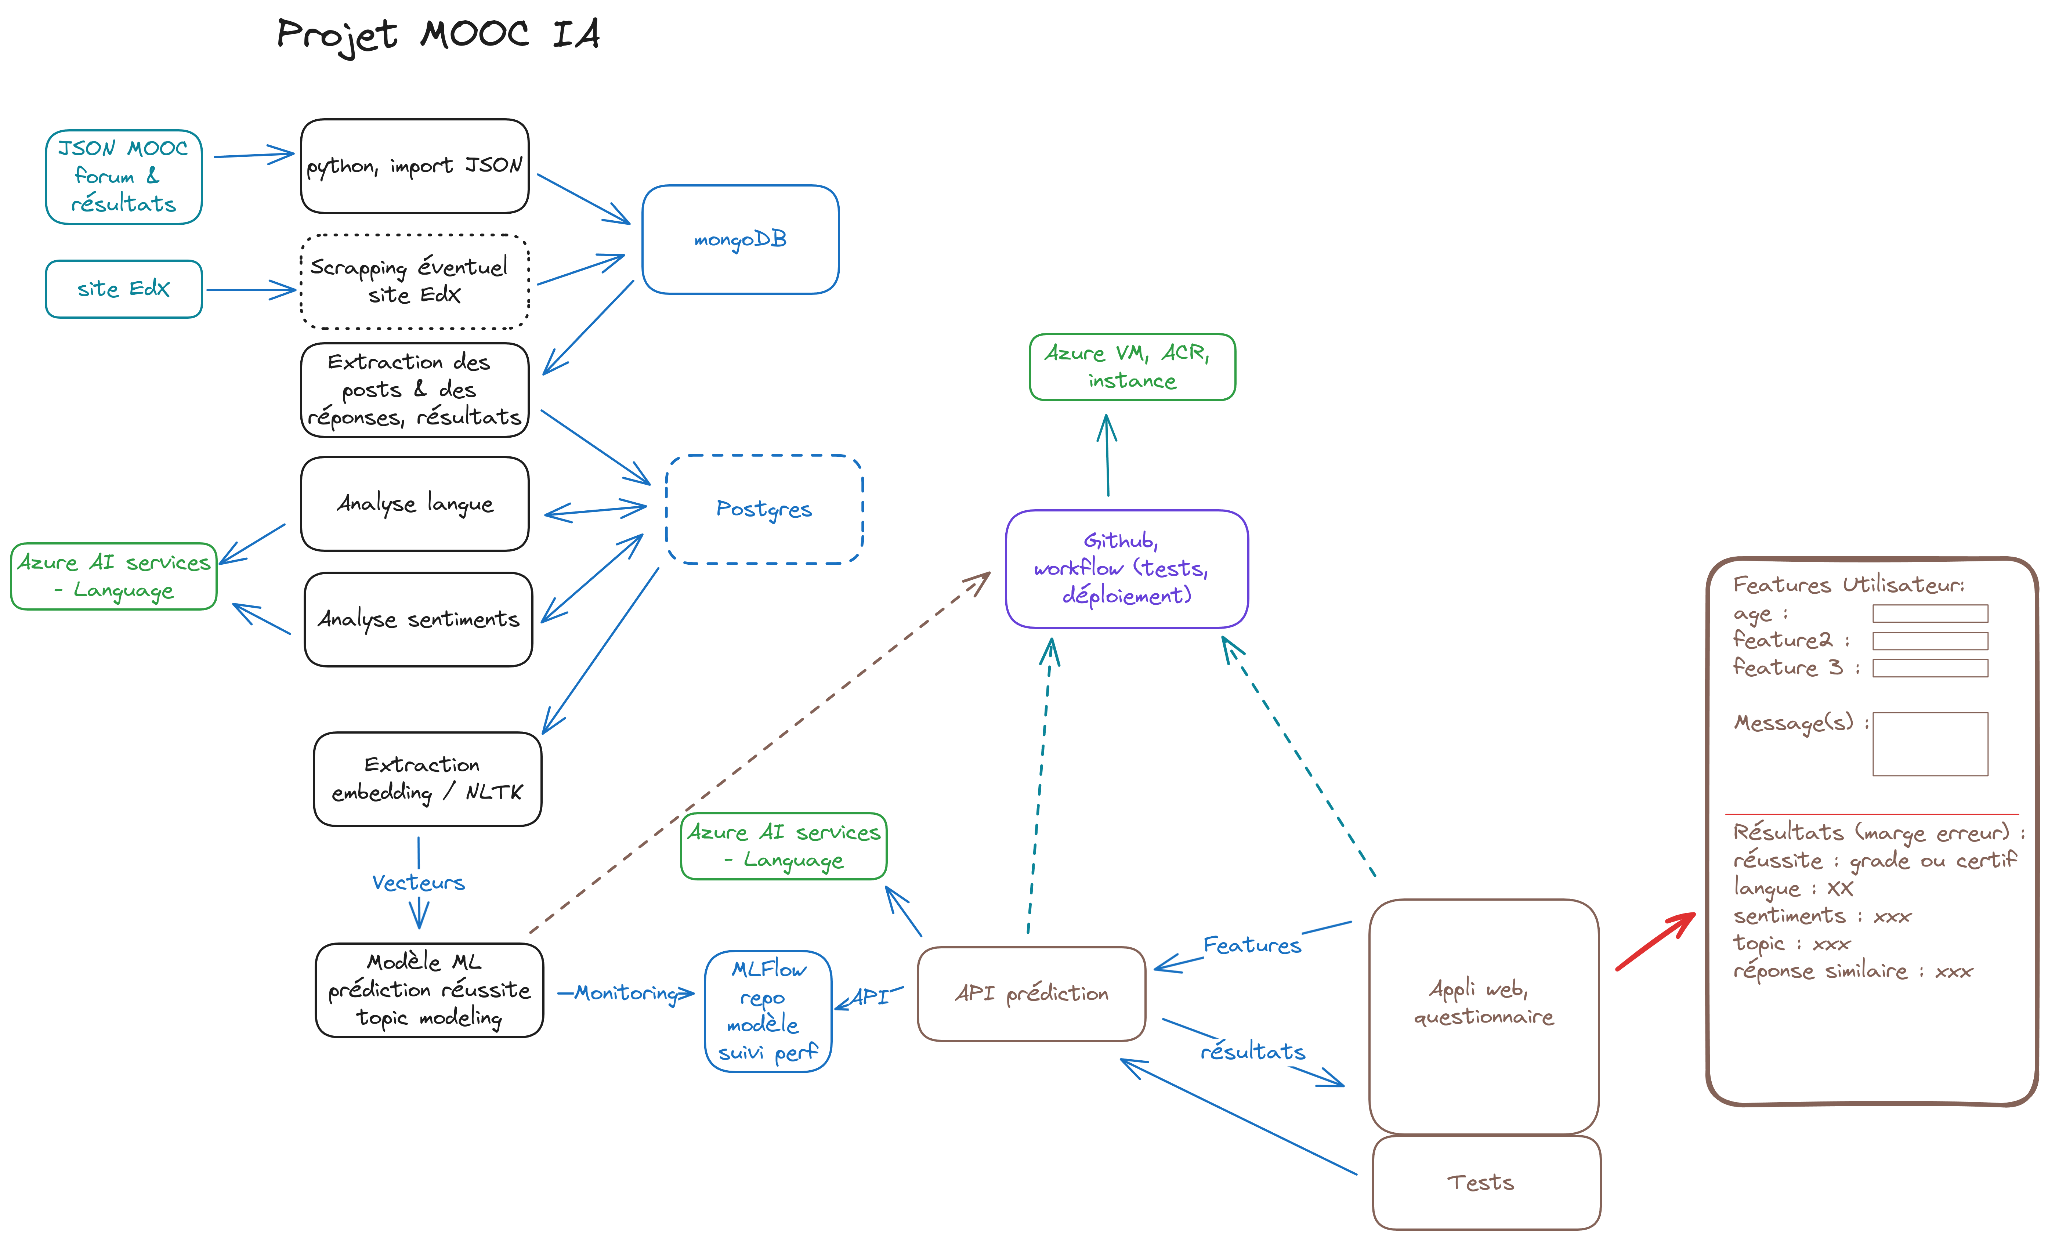 Projet MOOC IA
JSON MOOC
forum &
résultats
python, import JSON
mongoDB
site EdX
Scrapping éventuel
site EdX
Extraction des
posts & des
réponses, résultats
Azure VM, ACR,
instance
Analyse langue
Postgres
Azure AI services
- Language
Analyse sentiments
Github,
workflow (tests,
déploiement)
Extraction
embedding / NLTK
Vecteurs
Azure AI services
- Language
Modèle ML
prédiction réussite
topic modeling
Monitoring
MLFlow
repo
modèle
suivi perf
API
API prédiction
Features
résultats
Appli web,
questionnaire
Tests
Features Utilisateur:
age :
feature2 :
feature 3 :
Message(s) :
Résultats (marge erreur) :
réussite : grade ou certif
langue : XX
sentiments : xxx
topic : xxx
réponse similaire : xxx